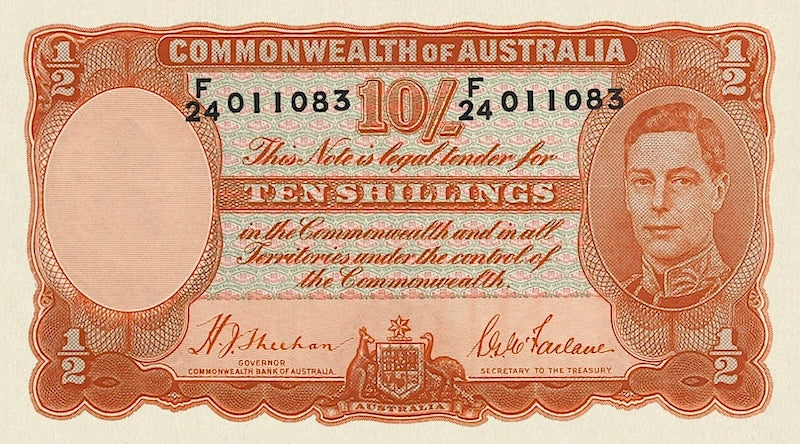 COMMONWEALTH OF AUSTRALIA
1/2
1/2
F
24 011083
10/-
F
24 011083
This Note is legal tender for
TEN SHILLINGS
in the Commonwealth and in all
Territories under the control of
the Commonwealth.
H.J. Sheehan
GOVERNOR
COMMONWEALTH BANK OF AUSTRALIA.
S.G. McFarlane
SECRETARY TO THE TREASURY.
1/2
1/2
AUSTRALIA